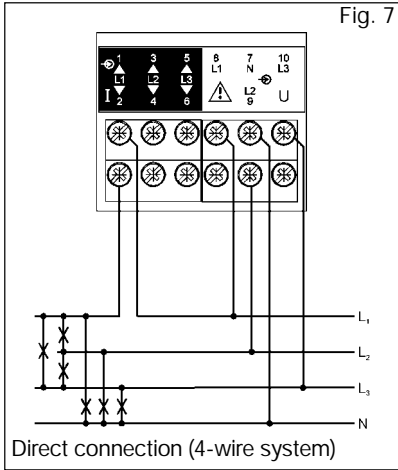 Fig. 7
1 3 5 8 7 10
L1 N L3
L1 L2 L3
I 2 4 6 L2 9 U
L₁
L₂
L₃
N
Direct connection (4-wire system)